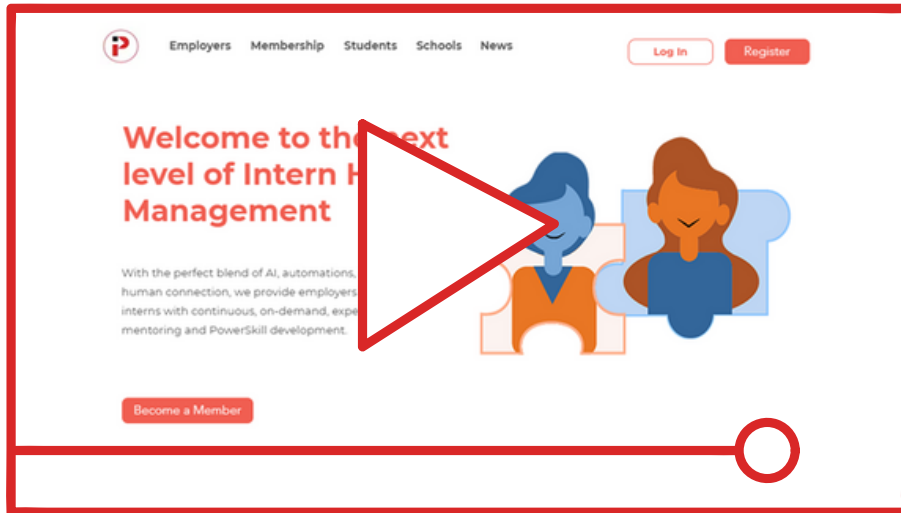 Employers Membership Students Schools News
Log In Register
Welcome to the next
level of Intern
Management
With the perfect blend of AI, automations,
human connection, we provide employers
interns with continuous, on-demand,
mentoring and PowerSkill development.
Become a Member